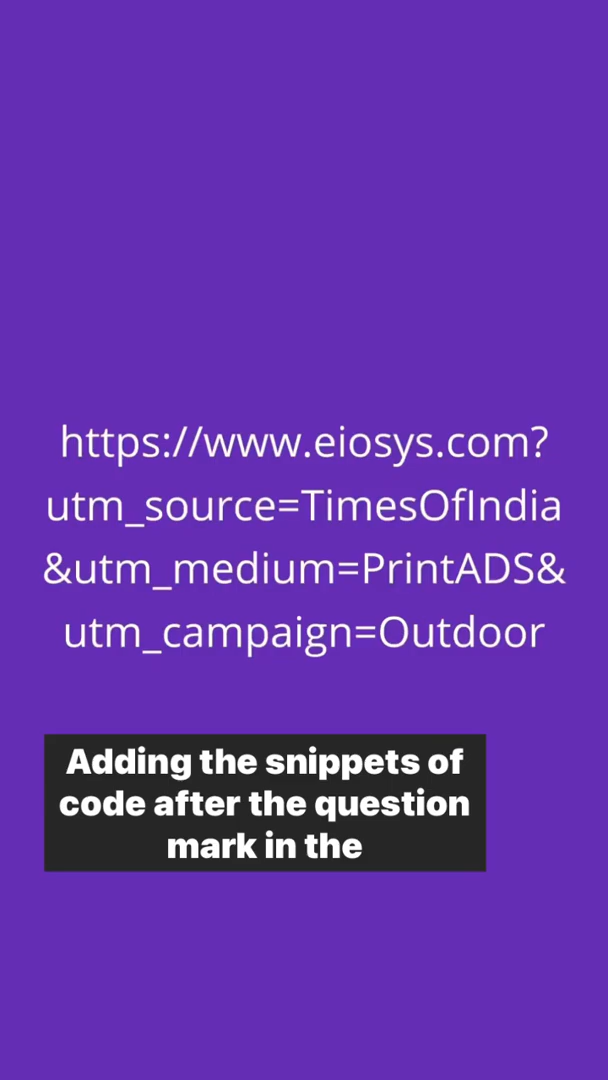 https://www.eiosys.com?
utm_source=TimesOfIndia
&utm_medium=PrintADS&
utm_campaign=Outdoor
Adding the snippets of
code after the question
mark in the